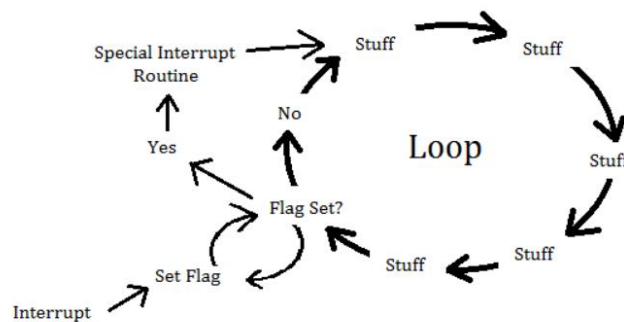 Special Interrupt
Routine
Stuff
Stuff
No
Yes
Loop
Stuff
Flag Set?
Stuff
Stuff
Set Flag
Interrupt